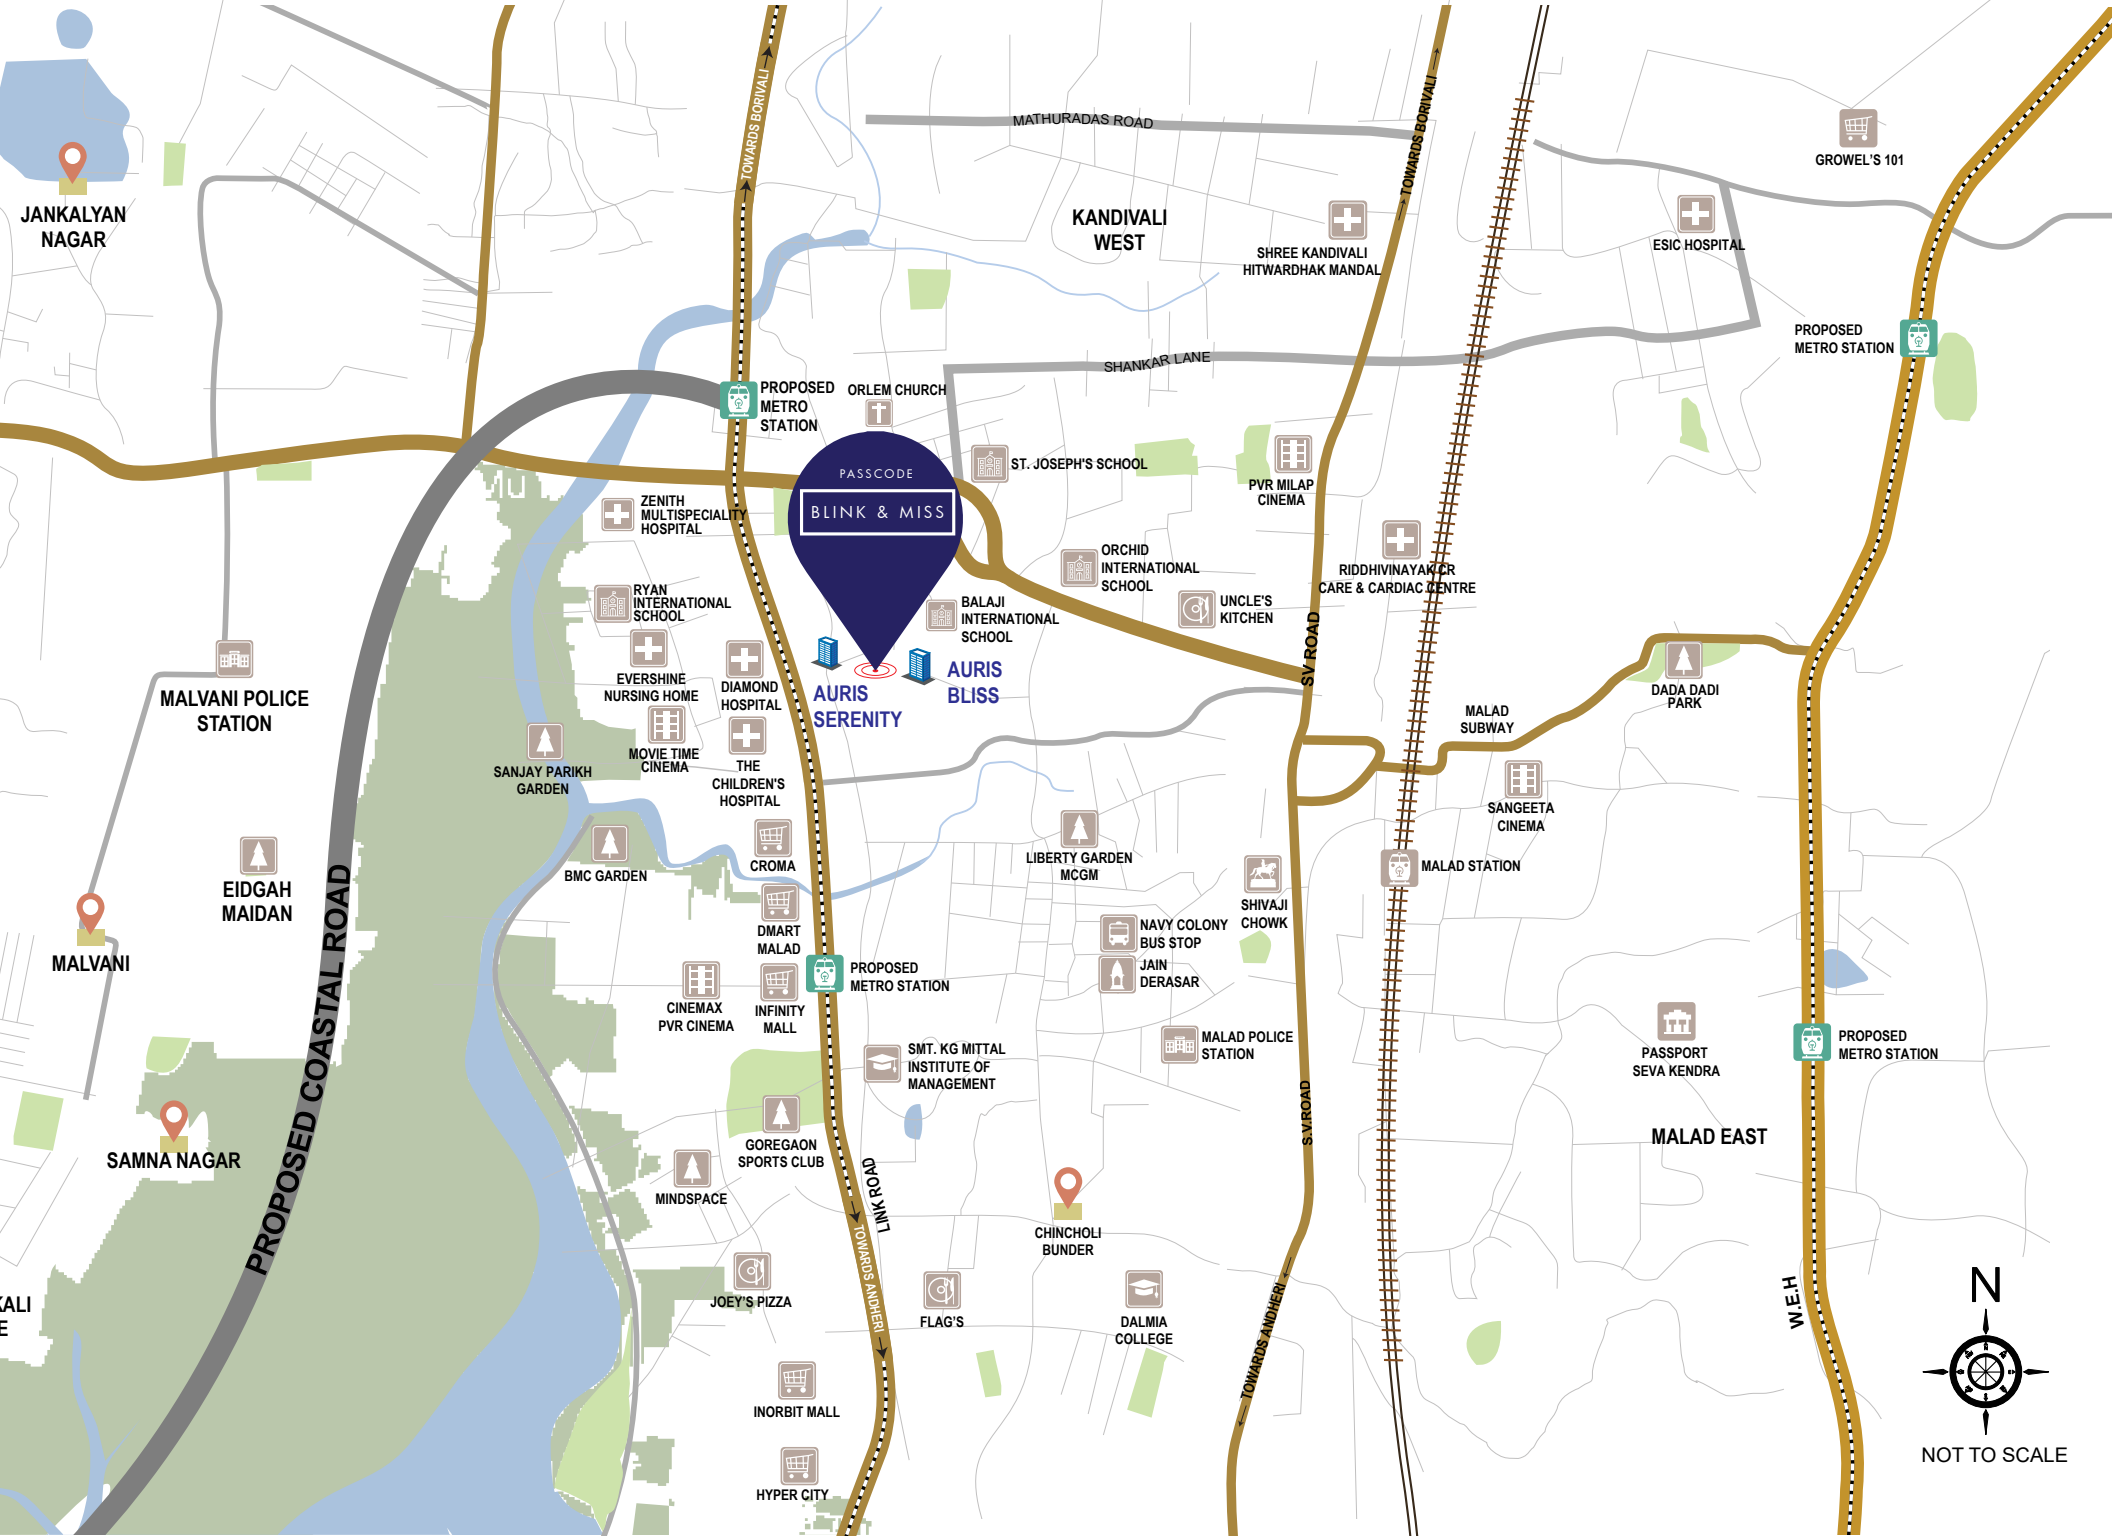 TOWARDS BORIVALI
MATHURADAS ROAD
TOWARDS BORIVALI
GROWEL'S 101
JANKALYAN
NAGAR
KANDIVALI
WEST
SHREE KANDIVALI
HITWARDHAK MANDAL
ESIC HOSPITAL
PROPOSED
METRO STATION
SHANKAR LANE
PROPOSED
METRO
STATION
ORLEM CHURCH
PASSCODE
BLINK & MISS
ST. JOSEPH'S SCHOOL
PVR MILAP
CINEMA
ZENITH
MULTISPECIALITY
HOSPITAL
ORCHID
INTERNATIONAL
SCHOOL
RIDDHIVINAYAK CR
CARE & CARDIAC CENTRE
RYAN
INTERNATIONAL
SCHOOL
BALAJI
INTERNATIONAL
SCHOOL
UNCLE'S
KITCHEN
SV ROAD
EVERSHINE
NURSING HOME
DIAMOND
HOSPITAL
AURIS
SERENITY
AURIS
BLISS
DADA DADI
PARK
MALVANI POLICE
STATION
MALAD
SUBWAY
MOVIE TIME
CINEMA
THE
CHILDREN'S
HOSPITAL
SANJAY PARIKH
GARDEN
SANGEETA
CINEMA
CROMA
LIBERTY GARDEN
MCGM
MALAD STATION
BMC GARDEN
EIDGAH
MAIDAN
SHIVAJI
CHOWK
DMART
MALAD
NAVY COLONY
BUS STOP
MALVANI
JAIN
DERASAR
PROPOSED
METRO STATION
CINEMAX
PVR CINEMA
INFINITY
MALL
PROPOSED COASTAL ROAD
MALAD POLICE
STATION
PASSPORT
SEVA KENDRA
PROPOSED
METRO STATION
SMT. KG MITTAL
INSTITUTE OF
MANAGEMENT
S.V.ROAD
MALAD EAST
GOREGAON
SPORTS CLUB
SAMNA NAGAR
MINDSPACE
LINK ROAD
CHINCHOLI
BUNDER
TOWARDS ANDHERI
JOEY'S PIZZA
FLAG'S
DALMIA
COLLEGE
TOWARDS ANDHERI
W.E.H
N
KALI
E
INORBIT MALL
NOT TO SCALE
HYPER CITY